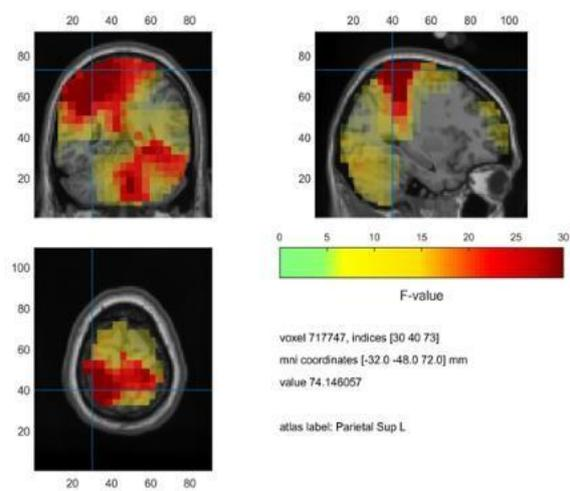 20 40 60 80
80
60
40
20
20 40 60 80 100
80
60
40
20
0 5 10 15 20 25 30
F-value
100
80
60
40
20
20 40 60 80
voxel 717747, indices [30 40 73]
mni coordinates [-32.0 -48.0 72.0] mm
value 74.146057
atlas label: Parietal Sup L